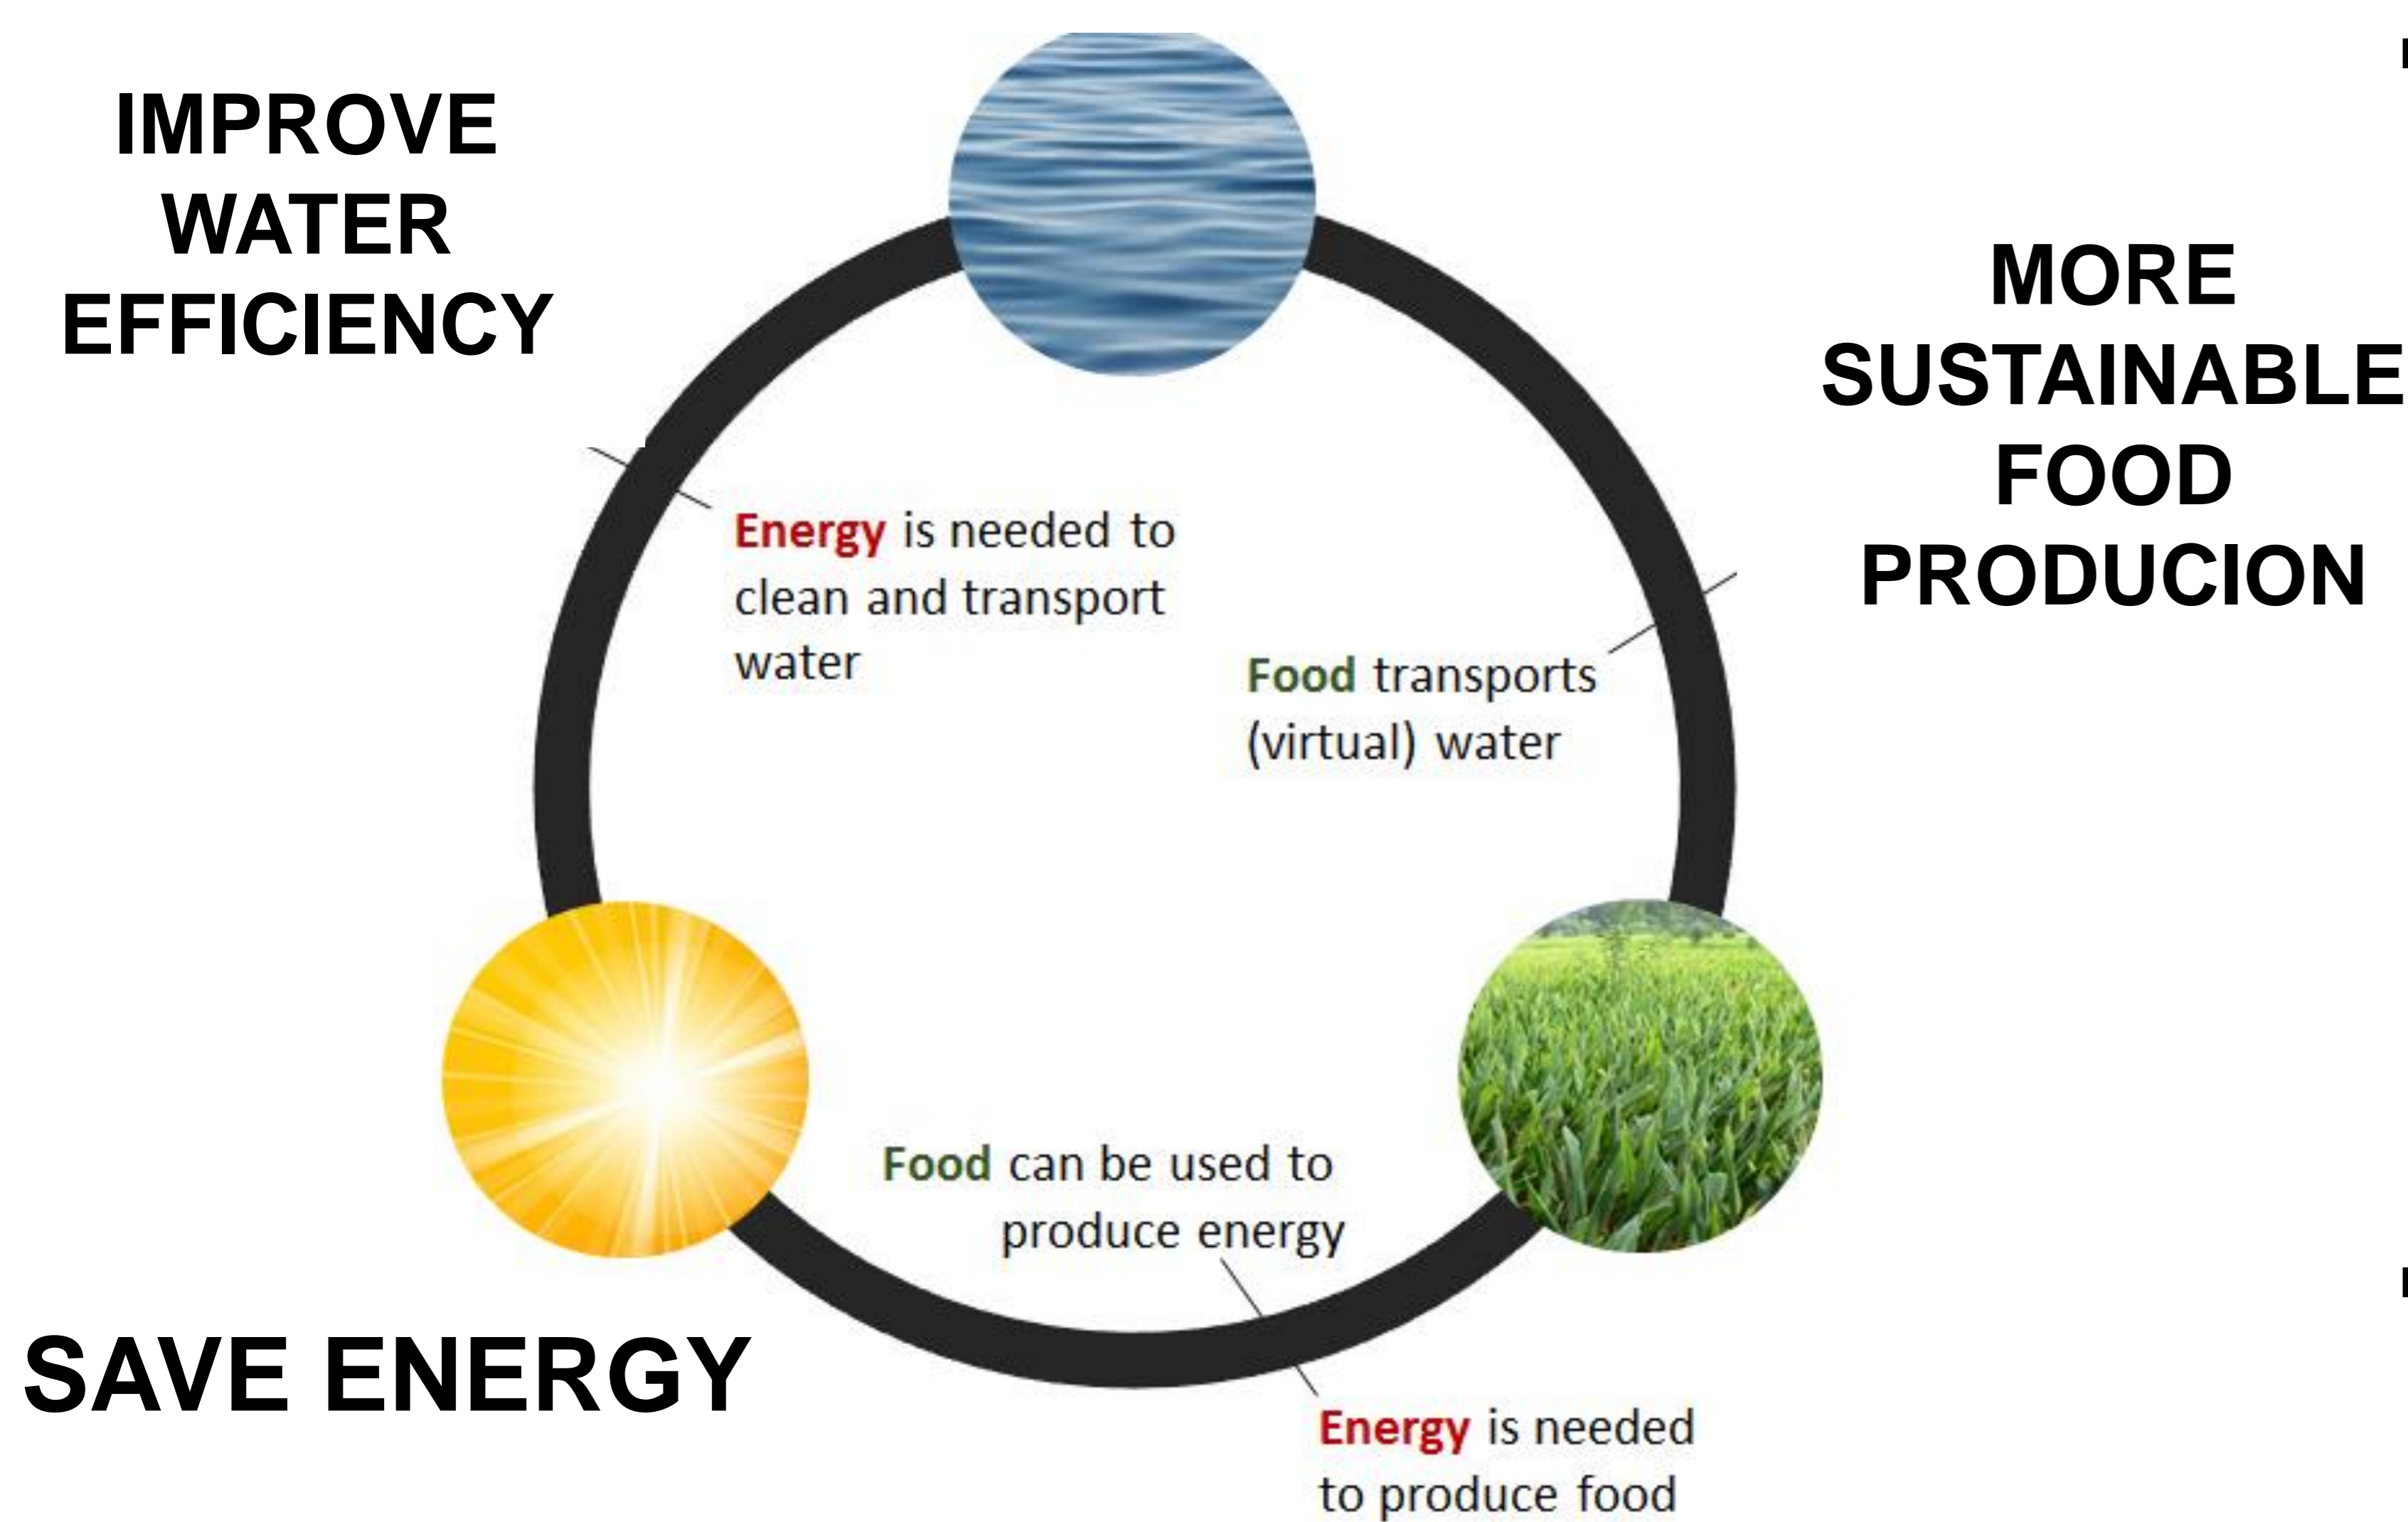 IMPROVE
WATER
EFFICIENCY
MORE
SUSTAINABLE
FOOD
PRODUCION
Energy is needed to
clean and transport
water
Food transports
(virtual) water
Food can be used to
produce energy
SAVE ENERGY
Energy is needed
to produce food